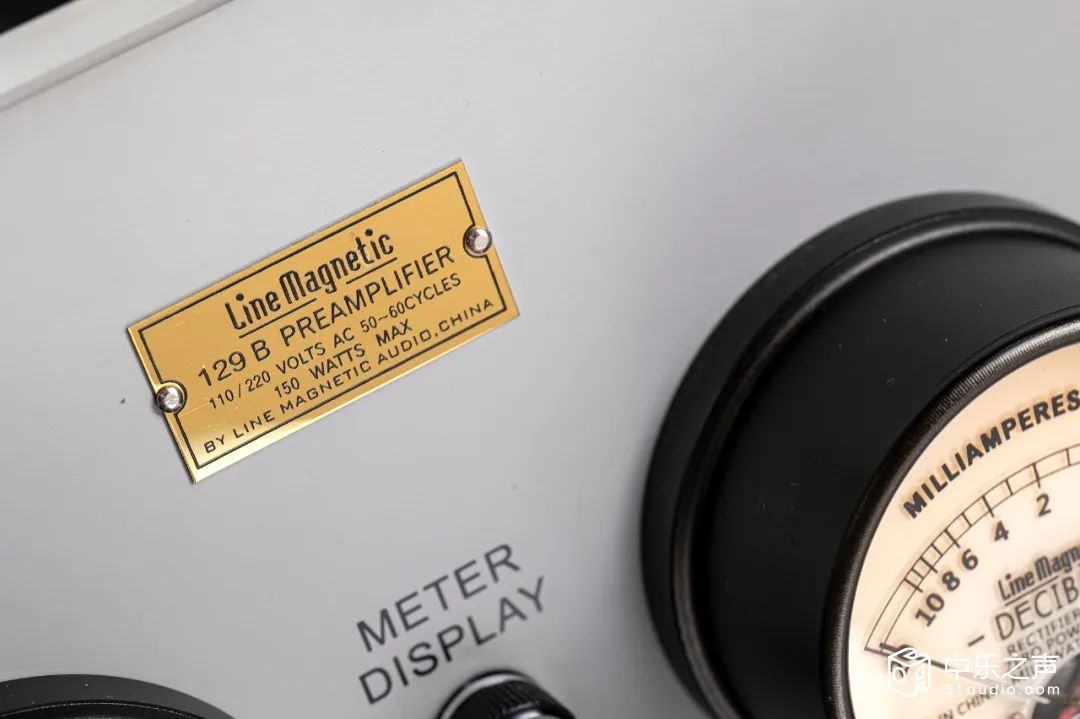 Line Magnetic
129 B PREAMPLIFIER
110/220 VOLTS AC 50~60CYCLES
150 WATTS MAX
BY LINE MAGNETIC AUDIO,CHINA
METER
DISPLAY
MILLIAMPERES
10 8 6 4 2
Line
中乐之声
51audio.com